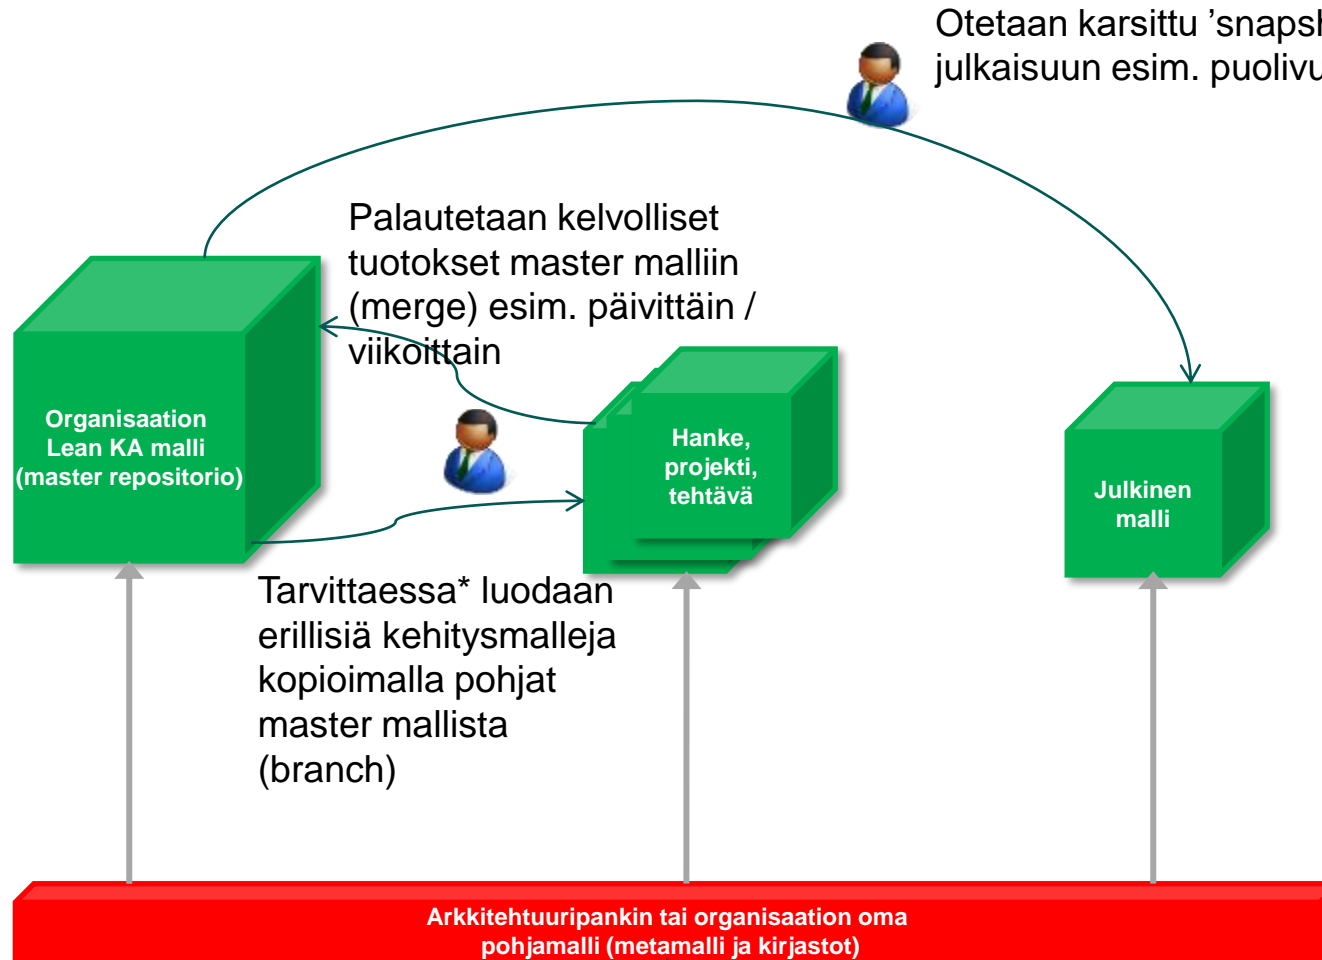 Otetaan karsittu ’snapsh
julkaisuun esim. puolivu
Palautetaan kelvolliset
tuotokset master malliin
(merge) esim. päivittäin /
viikoittain
Organisaation
Lean KA malli
(master repositorio)
Hanke,
projekti,
tehtävä
Julkinen
malli
Tarvittaessa* luodaan
erillisiä kehitysmalleja
kopioimalla pohjat
master mallista
(branch)
Arkkitehtuuripankin tai organisaation oma
pohjamalli (metamalli ja kirjastot)